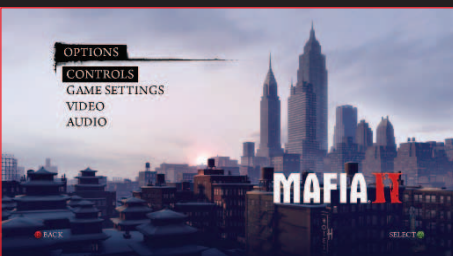 OPTIONS
CONTROLS
GAME SETTINGS
VIDEO
AUDIO
MAFIA II
BACK
SELECT